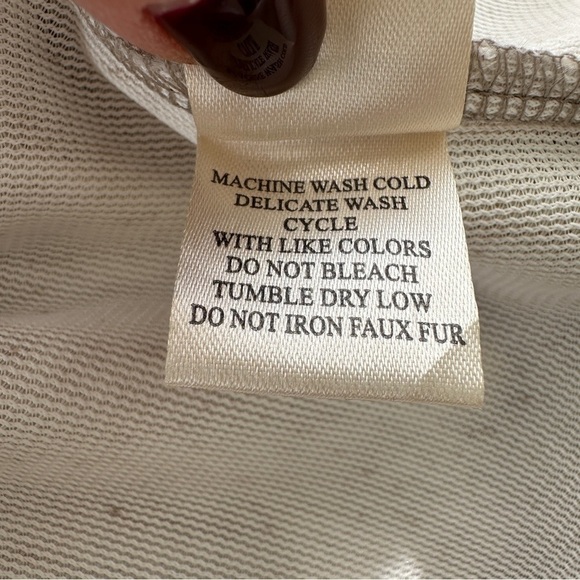 MACHINE WASH COLD
DELICATE WASH
CYCLE
WITH LIKE COLORS
DO NOT BLEACH
TUMBLE DRY LOW
DO NOT IRON FAUX FUR